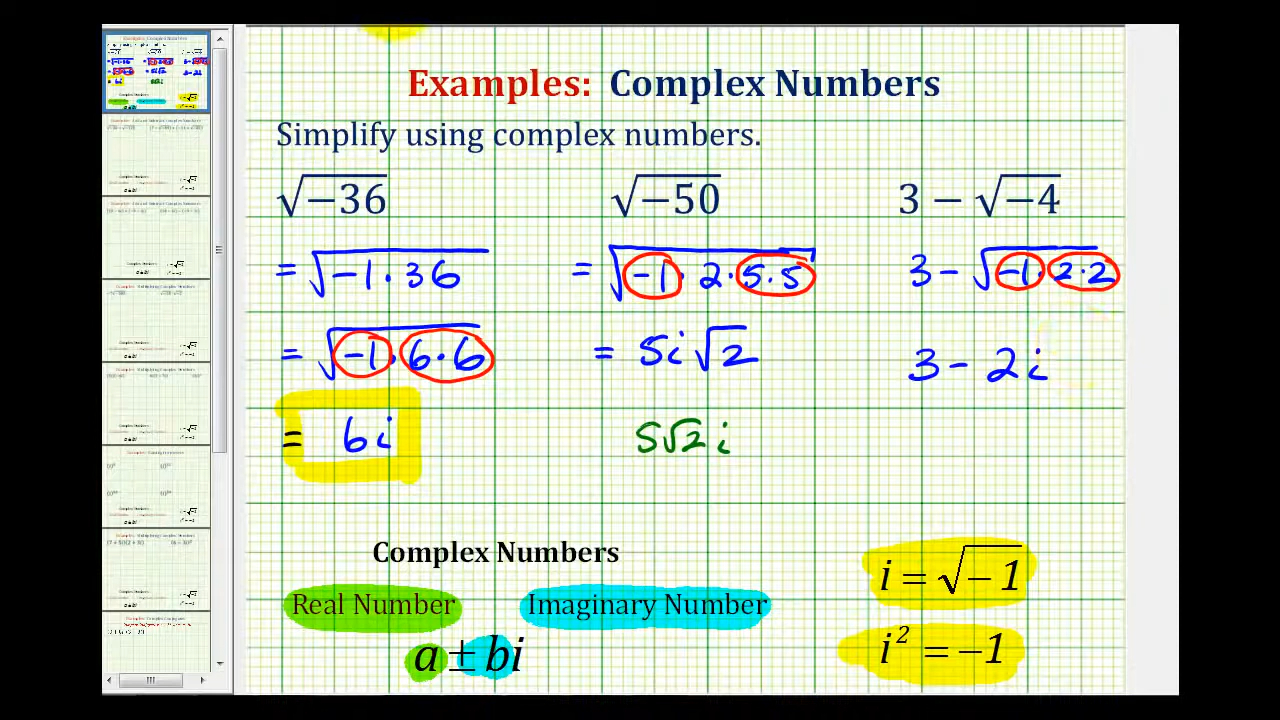 Examples: Complex Numbers
Simplify using complex numbers.
√−36 √−50 3 − √−4
= √−1·36 = √−1·2·5·5 3 − √−1·2·2
= √−1·6·6 = 5i√2 3 − 2i
= 6i 5√2 i
Complex Numbers
Real Number Imaginary Number
a ± bi
i = √−1
i² = −1